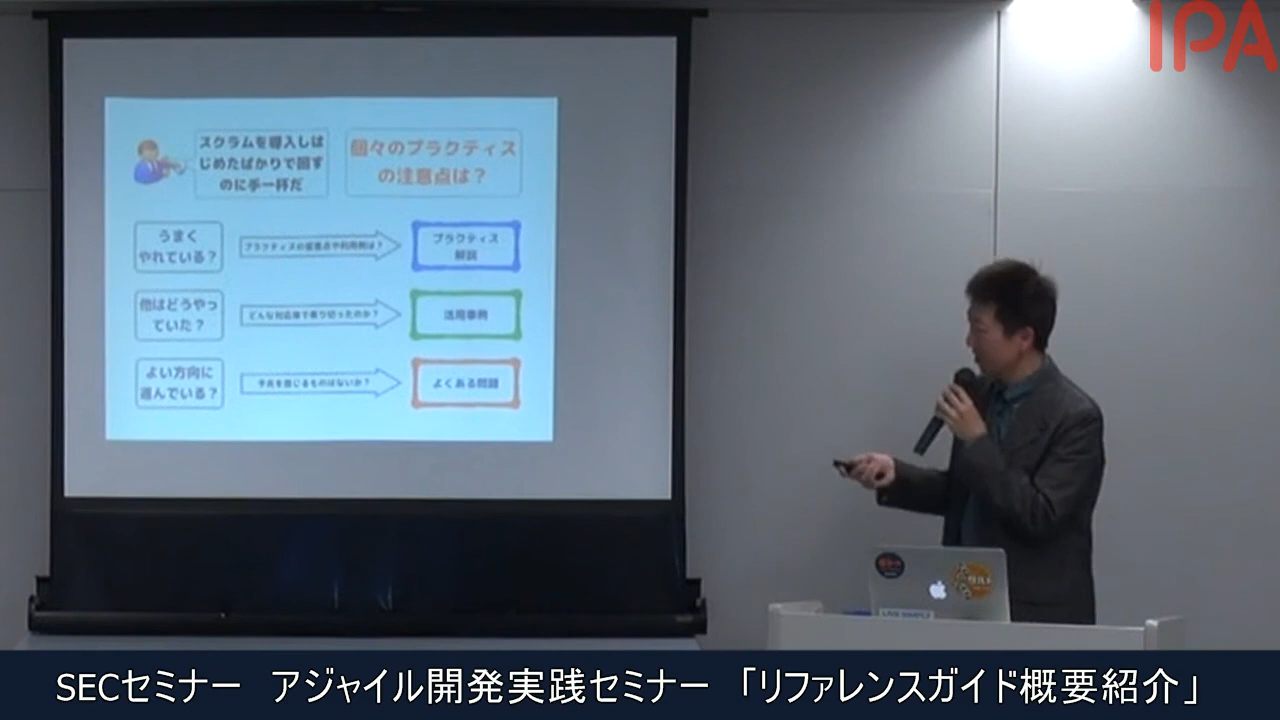 IPA
スクラムを導入しは
じめたばかりで回す
のに手一杯だ
個々のプラクティス
の注意点は？
うまく
やれている？
プラクティスの留意点や利用例は？
プラクティス
解説
他はどうやっ
ていた？
どんな対応策で乗り切ったのか？
活用事例
よい方向に
進んでいる？
予兆を感じるものはないか？
よくある問題
SECセミナー　アジャイル開発実践セミナー　「リファレンスガイド概要紹介」